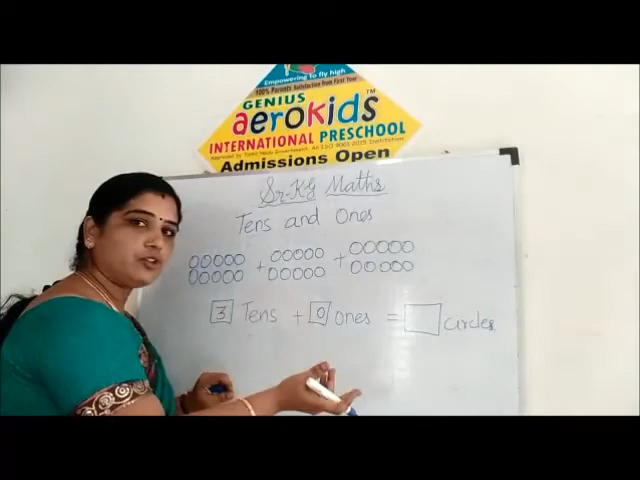 Empowering to fly high
100% Parents Satisfaction from First Year
GENIUS
aerokids™
INTERNATIONAL PRESCHOOL
Admissions Open
Sr-KG Maths
Tens and Ones
+ +
3 Tens + 0 ones = circles